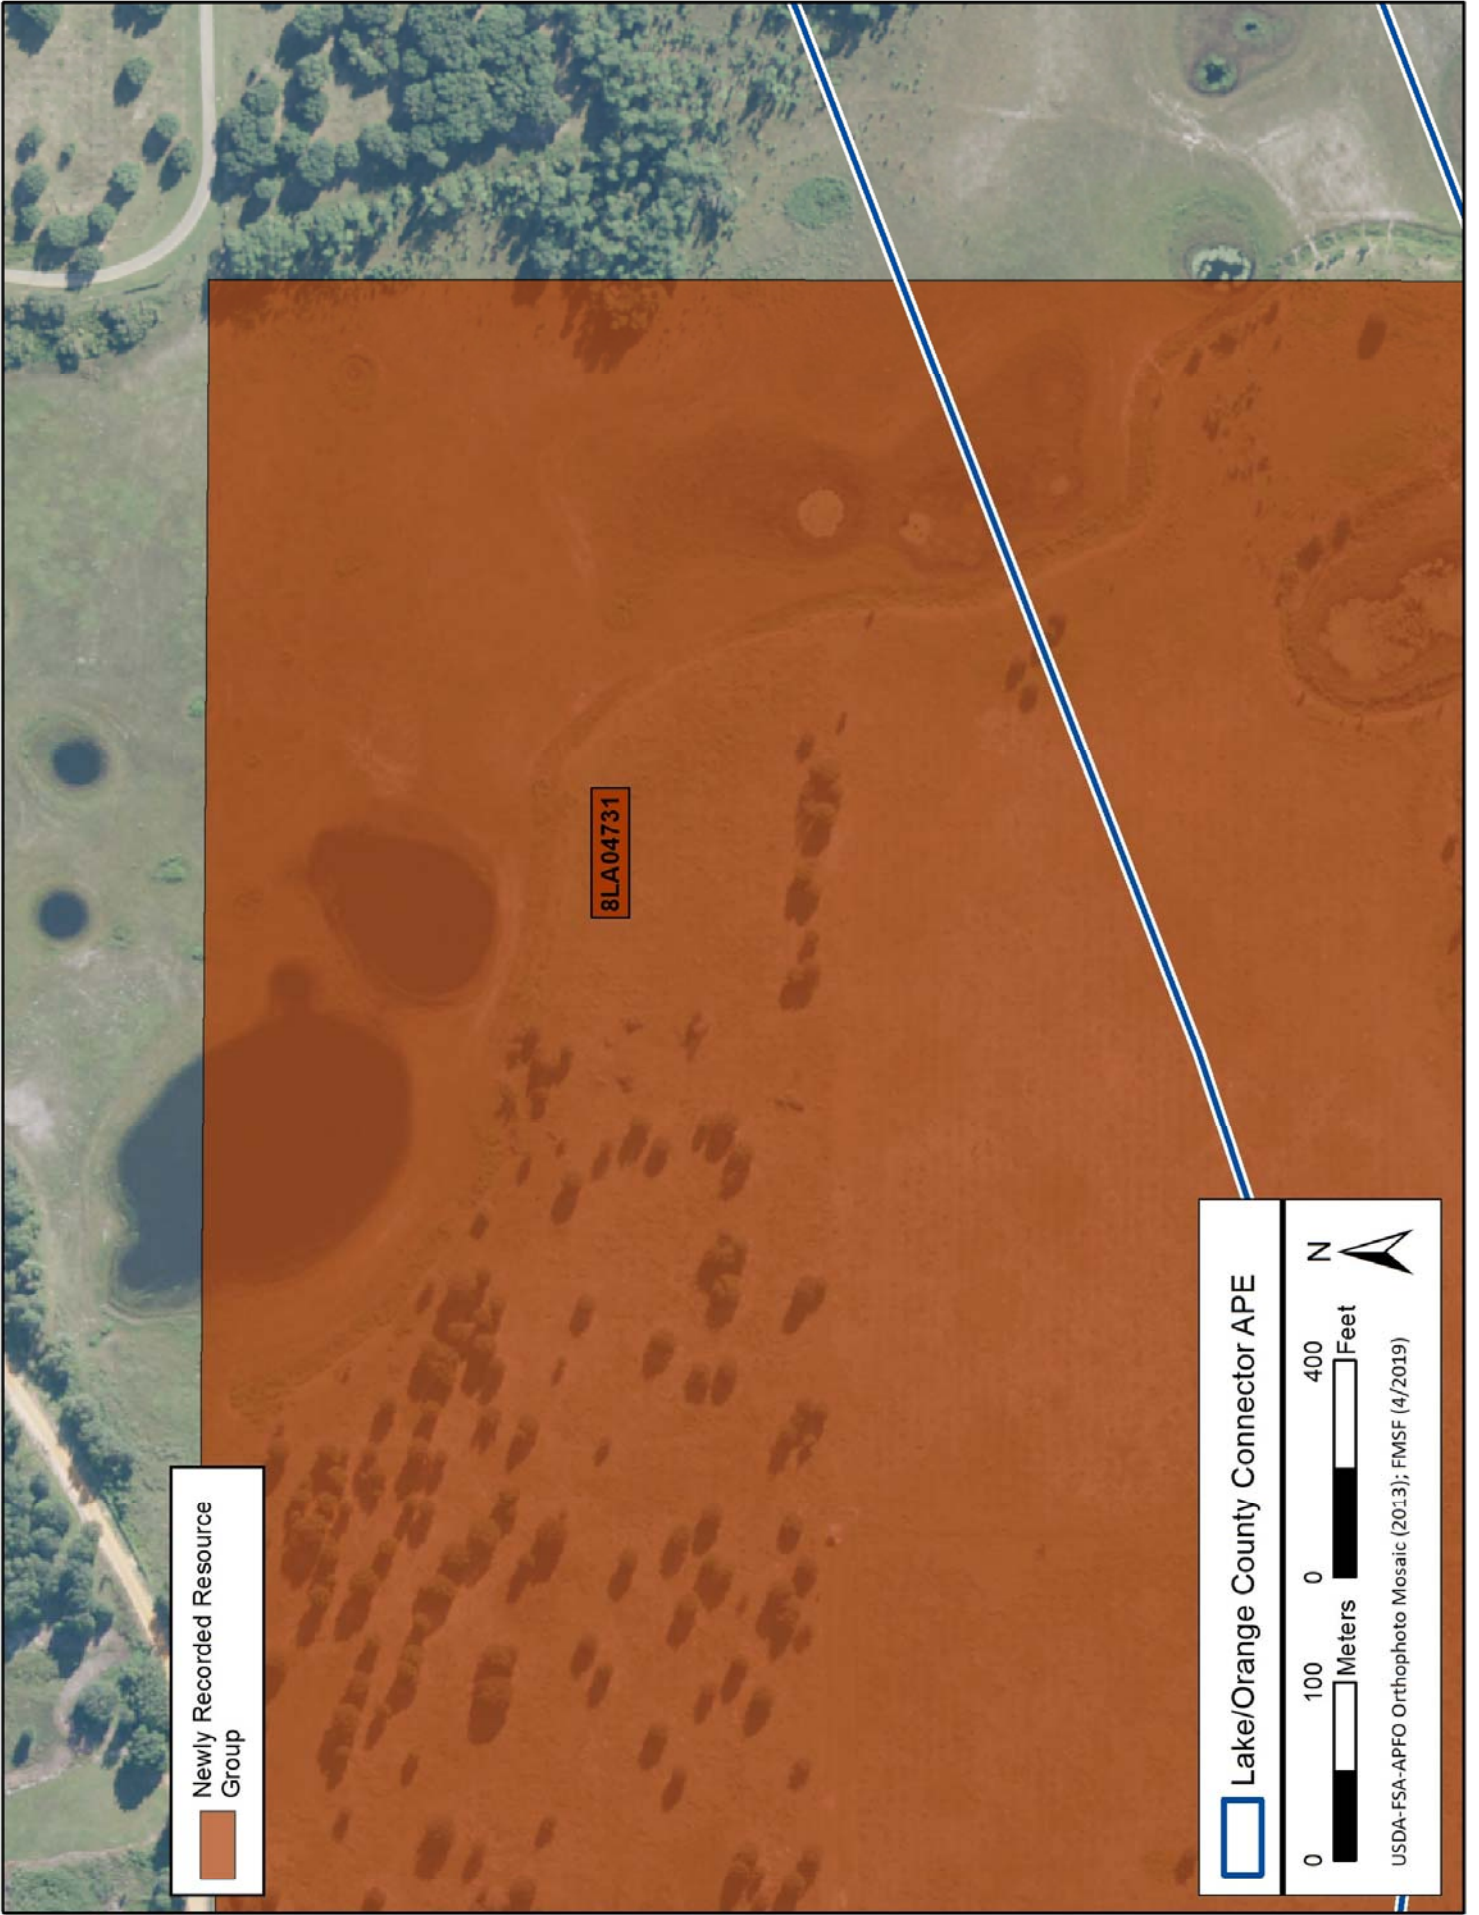 Newly Recorded Resource
Group
8LA04731
Lake/Orange County Connector APE
0 100 0 400
Meters Feet
N
USDA-FSA-APFO Orthophoto Mosaic (2013); FMSF (4/2019)